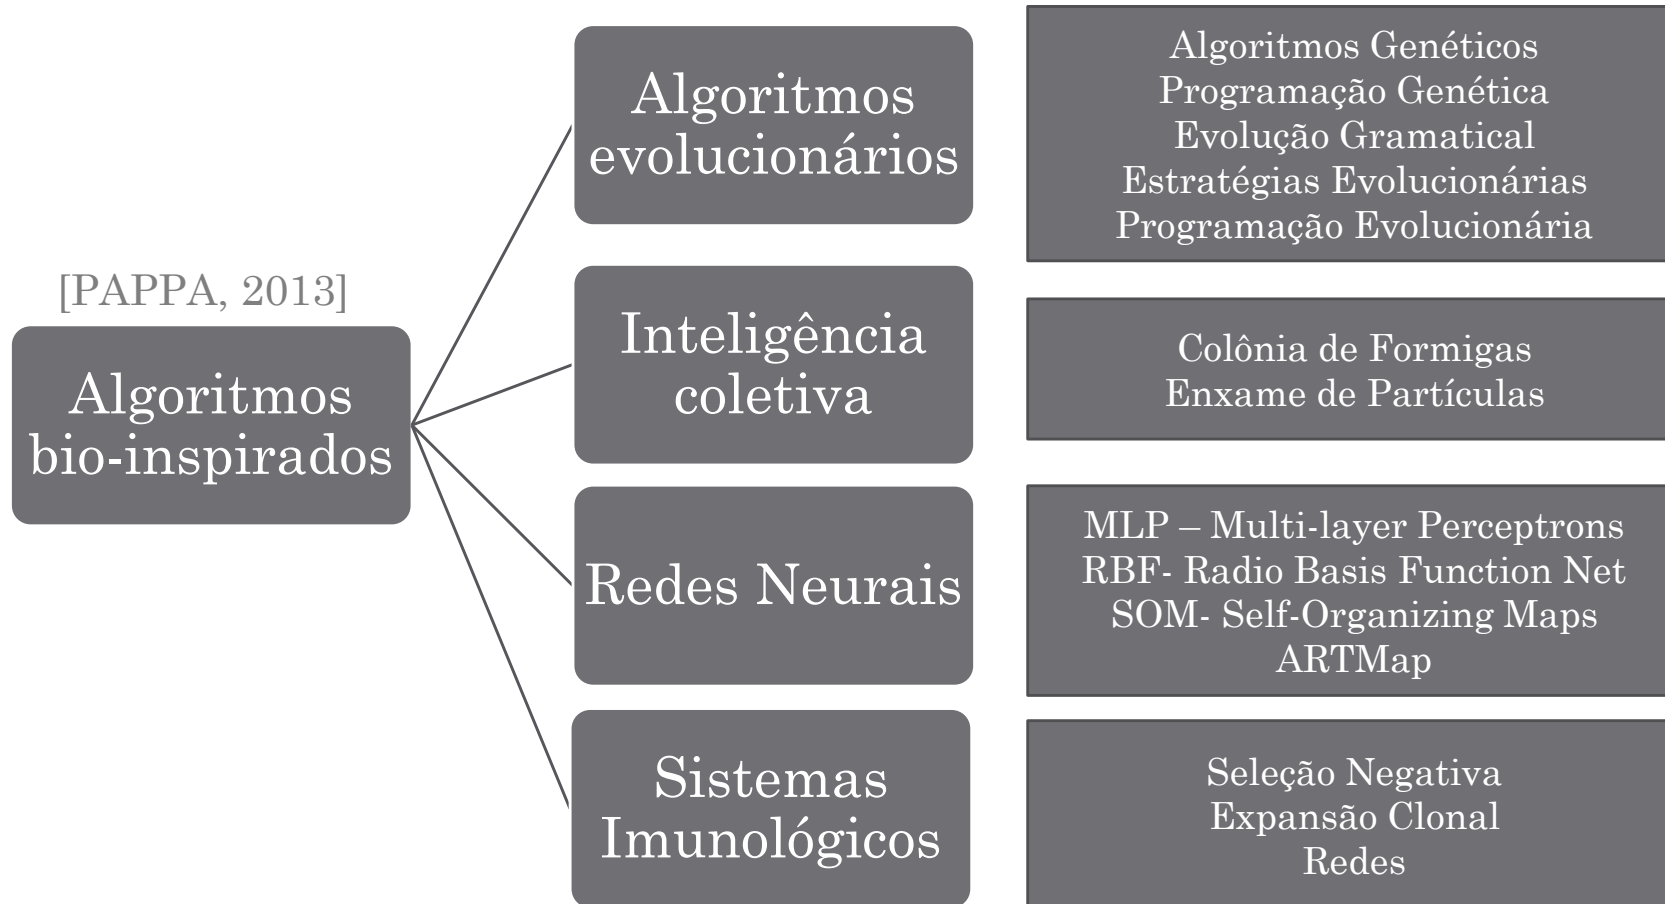 [PAPPA, 2013]
Algoritmos
bio-inspirados
Algoritmos
evolucionários
Algoritmos Genéticos
Programação Genética
Evolução Gramatical
Estratégias Evolucionárias
Programação Evolucionária
Inteligência
coletiva
Colônia de Formigas
Enxame de Partículas
Redes Neurais
MLP – Multi-layer Perceptrons
RBF- Radio Basis Function Net
SOM- Self-Organizing Maps
ARTMap
Sistemas
Imunológicos
Seleção Negativa
Expansão Clonal
Redes